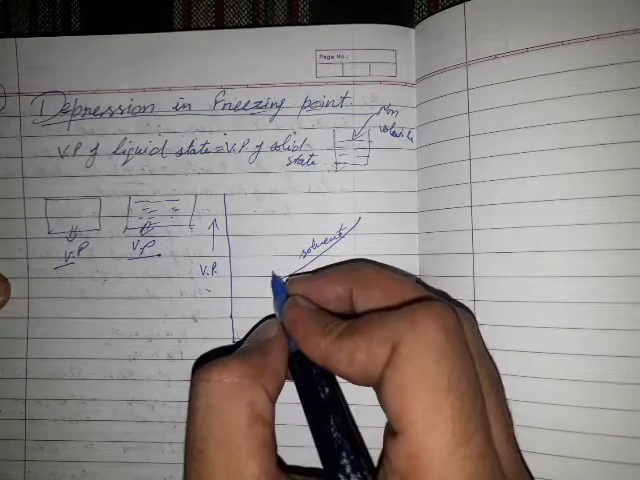 Page No.:
Depression in Freezing point
V.P of liquid state = V.P of solid state
Non volatile
V.P
V.P
V.P.
solvent